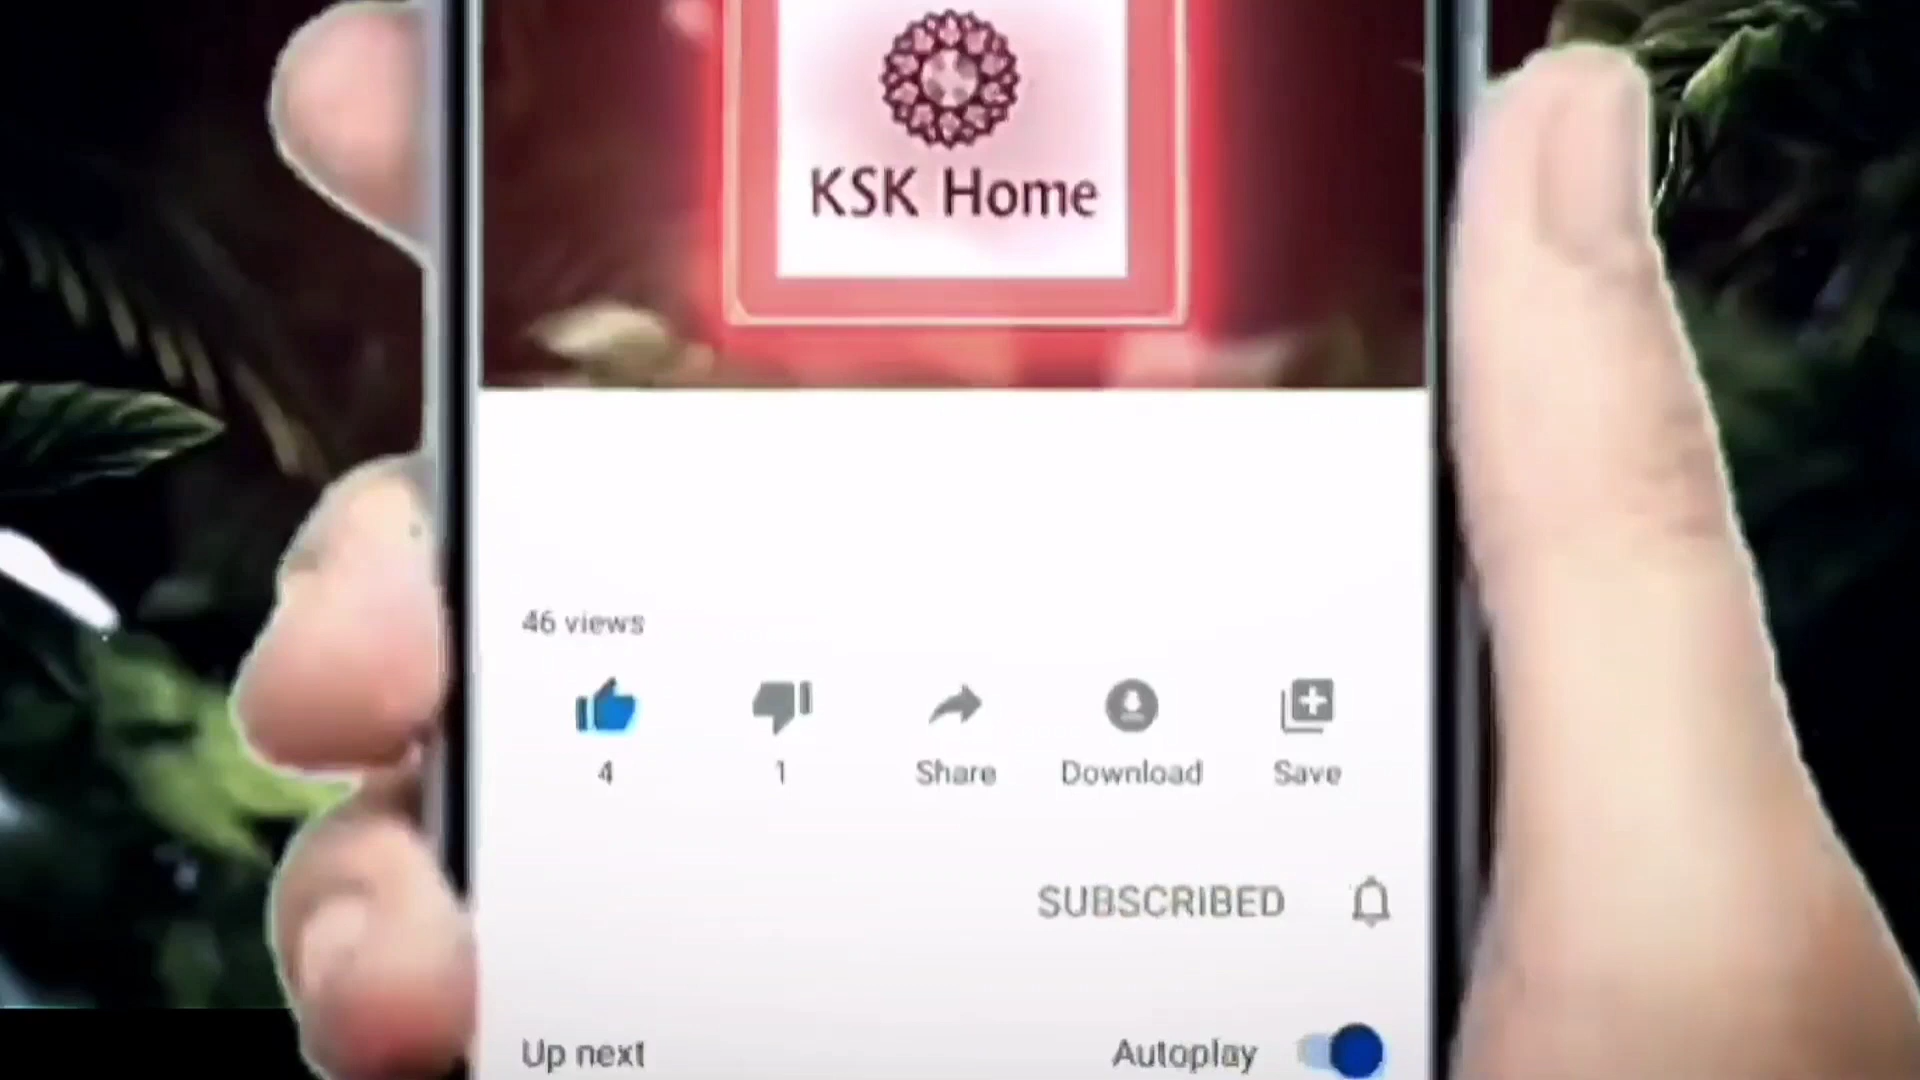 KSK Home
46 views
4 1 Share Download Save
SUBSCRIBED
Up next Autoplay